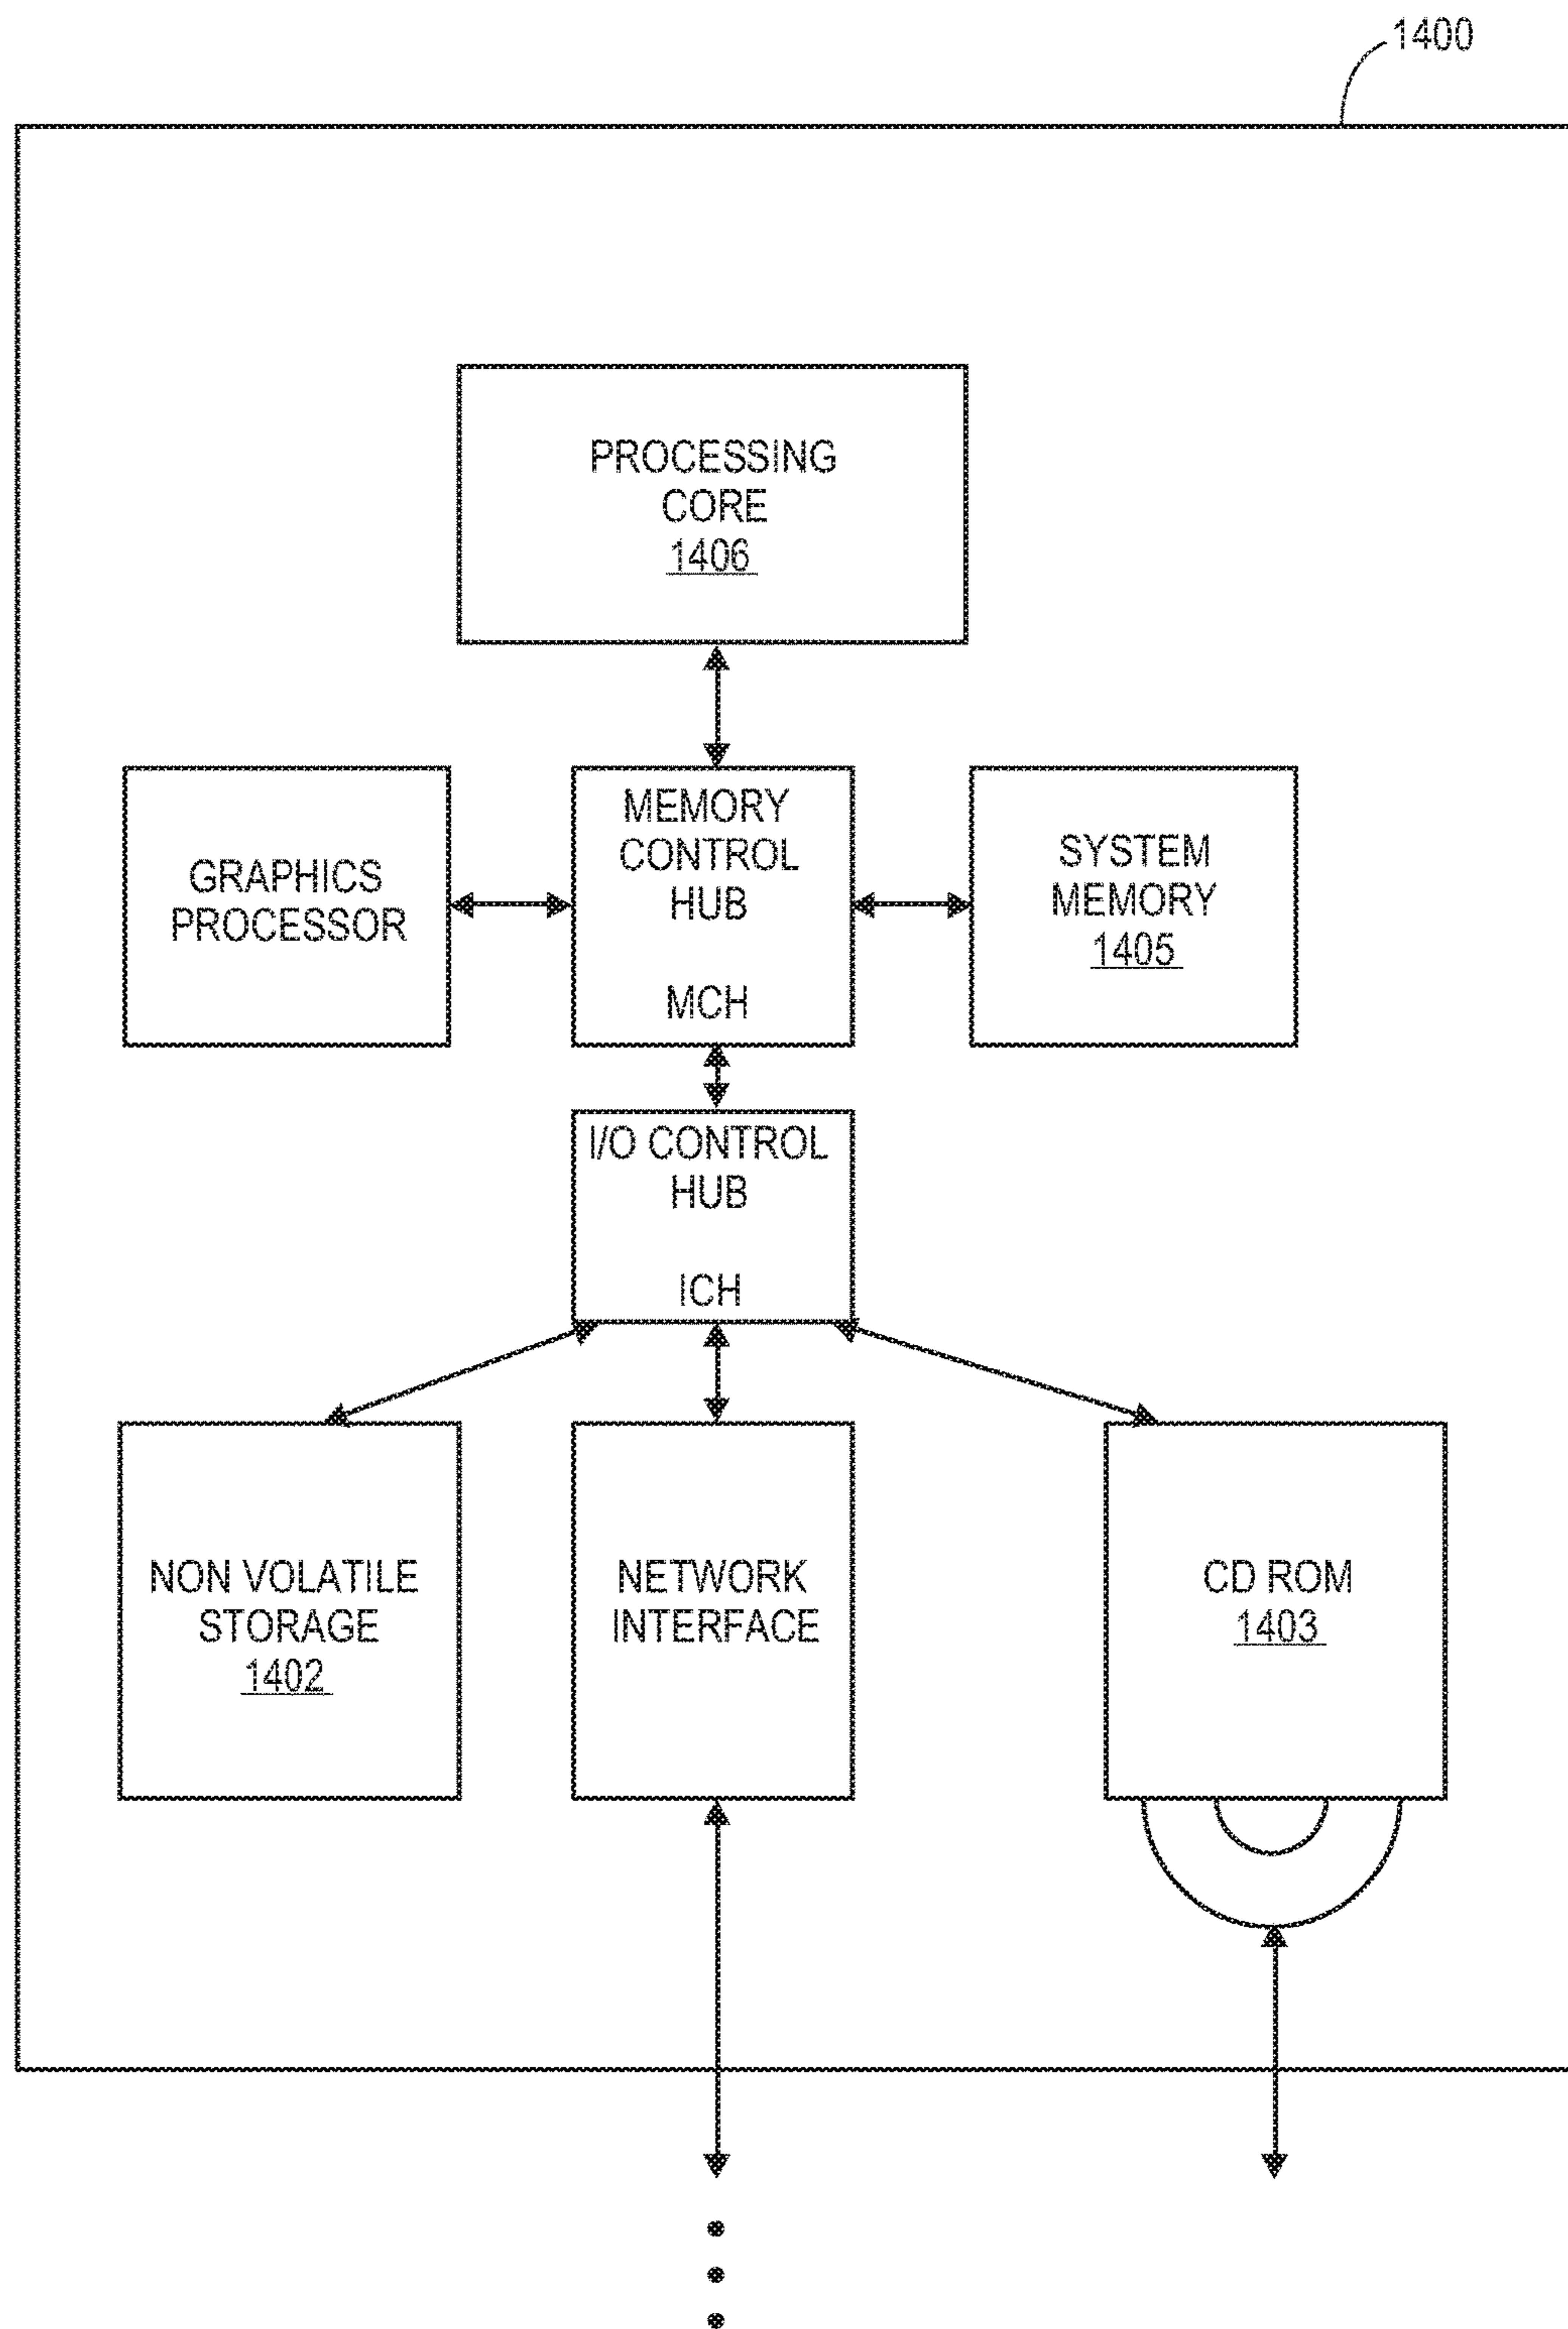 1400
PROCESSING
CORE
1406
GRAPHICS
PROCESSOR
MEMORY
CONTROL
HUB
MCH
SYSTEM
MEMORY
1405
I/O CONTROL
HUB
ICH
NON VOLATILE
STORAGE
1402
NETWORK
INTERFACE
CD ROM
1403